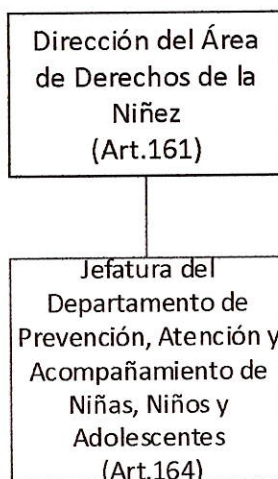 Dirección del Área
de Derechos de la
Niñez
(Art.161)
Jefatura del
Departamento de
Prevención, Atención y
Acompañamiento de
Niñas, Niños y
Adolescentes
(Art.164)